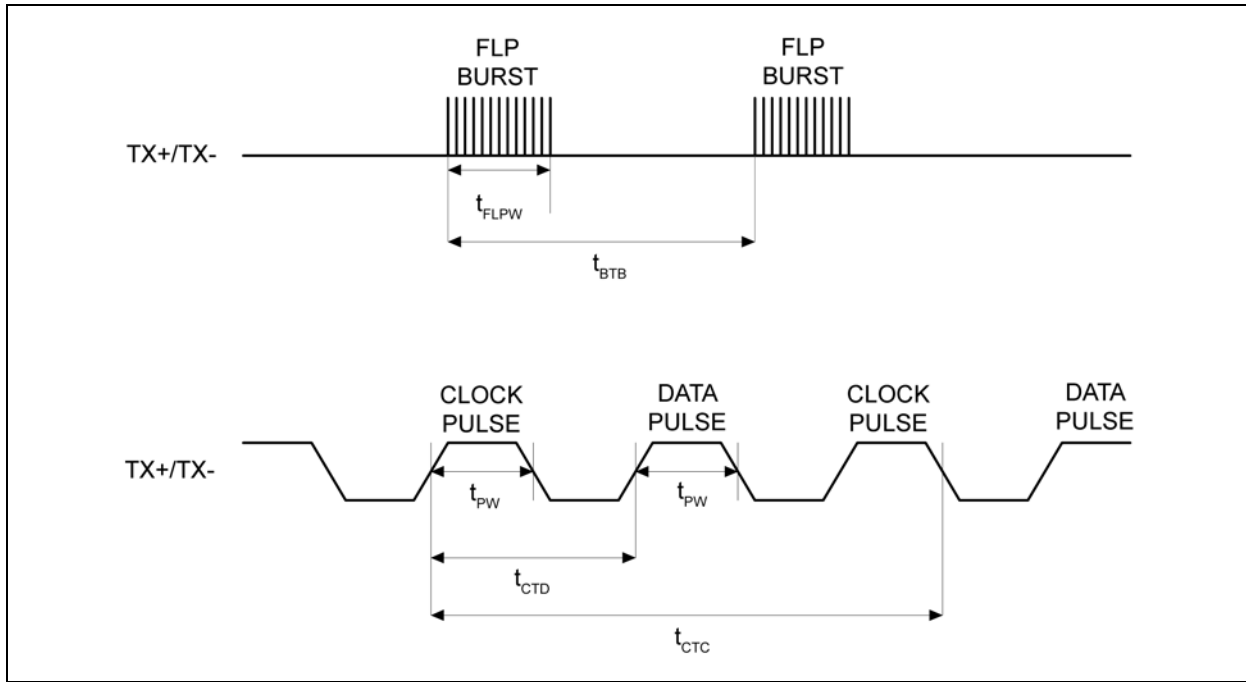 FLP
BURST
FLP
BURST
TX+/TX-
tFLPW
tBTB
CLOCK
PULSE
DATA
PULSE
CLOCK
PULSE
DATA
PULSE
TX+/TX-
tPW
tPW
tCTD
tCTC